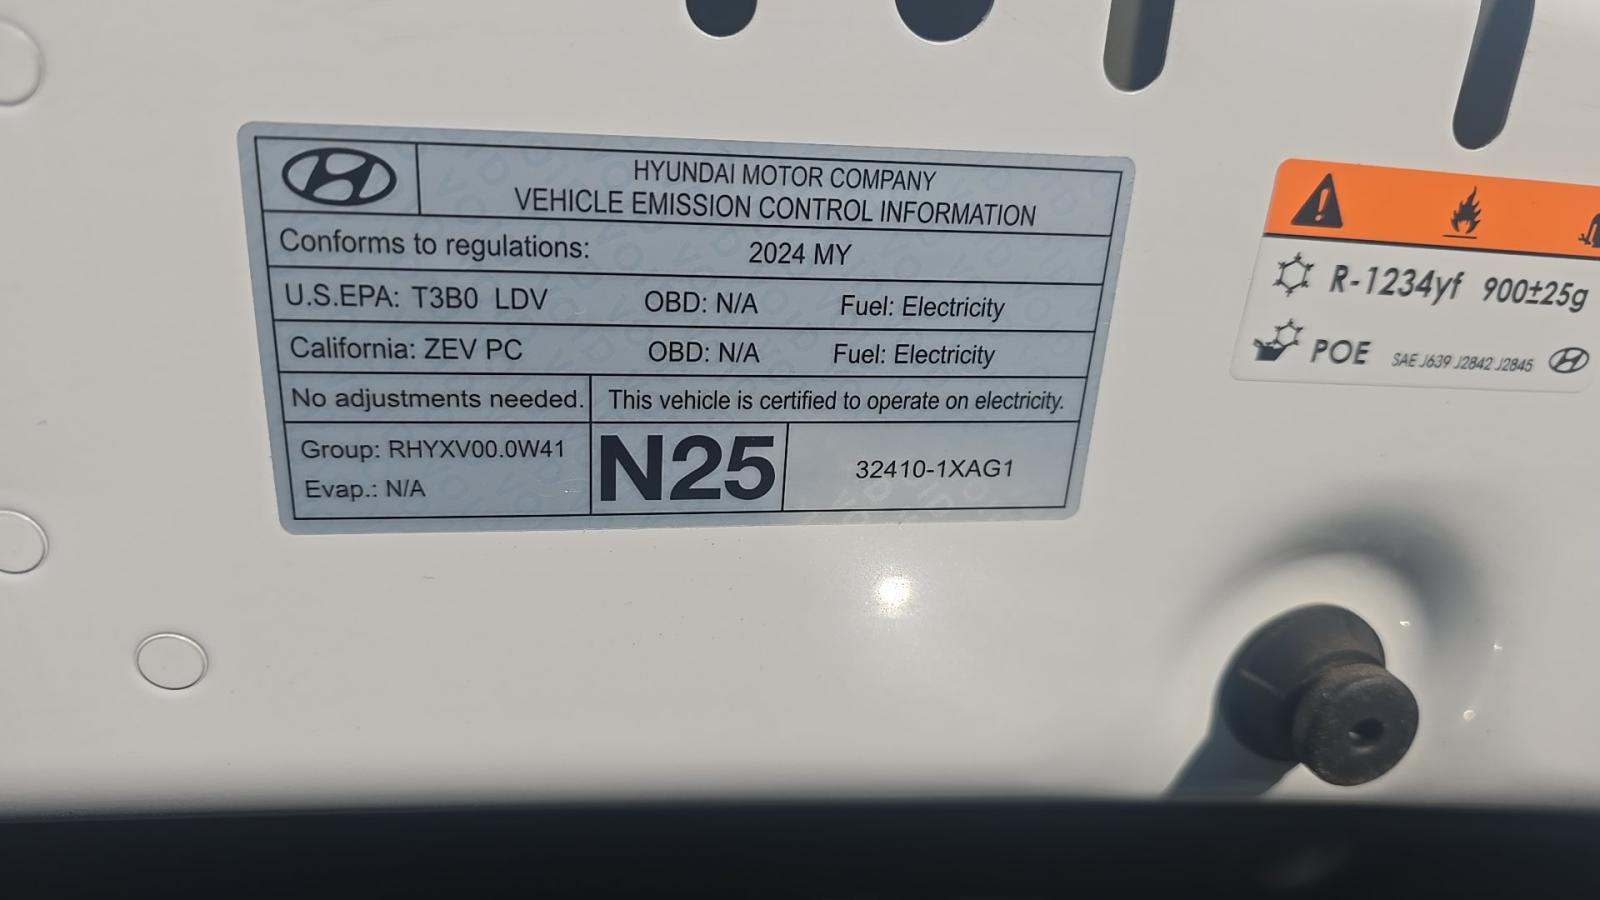 HYUNDAI MOTOR COMPANY
VEHICLE EMISSION CONTROL INFORMATION
Conforms to regulations: 2024 MY
U.S.EPA: T3B0 LDV OBD: N/A Fuel: Electricity
California: ZEV PC OBD: N/A Fuel: Electricity
No adjustments needed. This vehicle is certified to operate on electricity.
Group: RHYXV00.0W41
Evap.: N/A
N25
32410-1XAG1
R-1234yf 900±25g
POE SAE J639 J2842 J2845